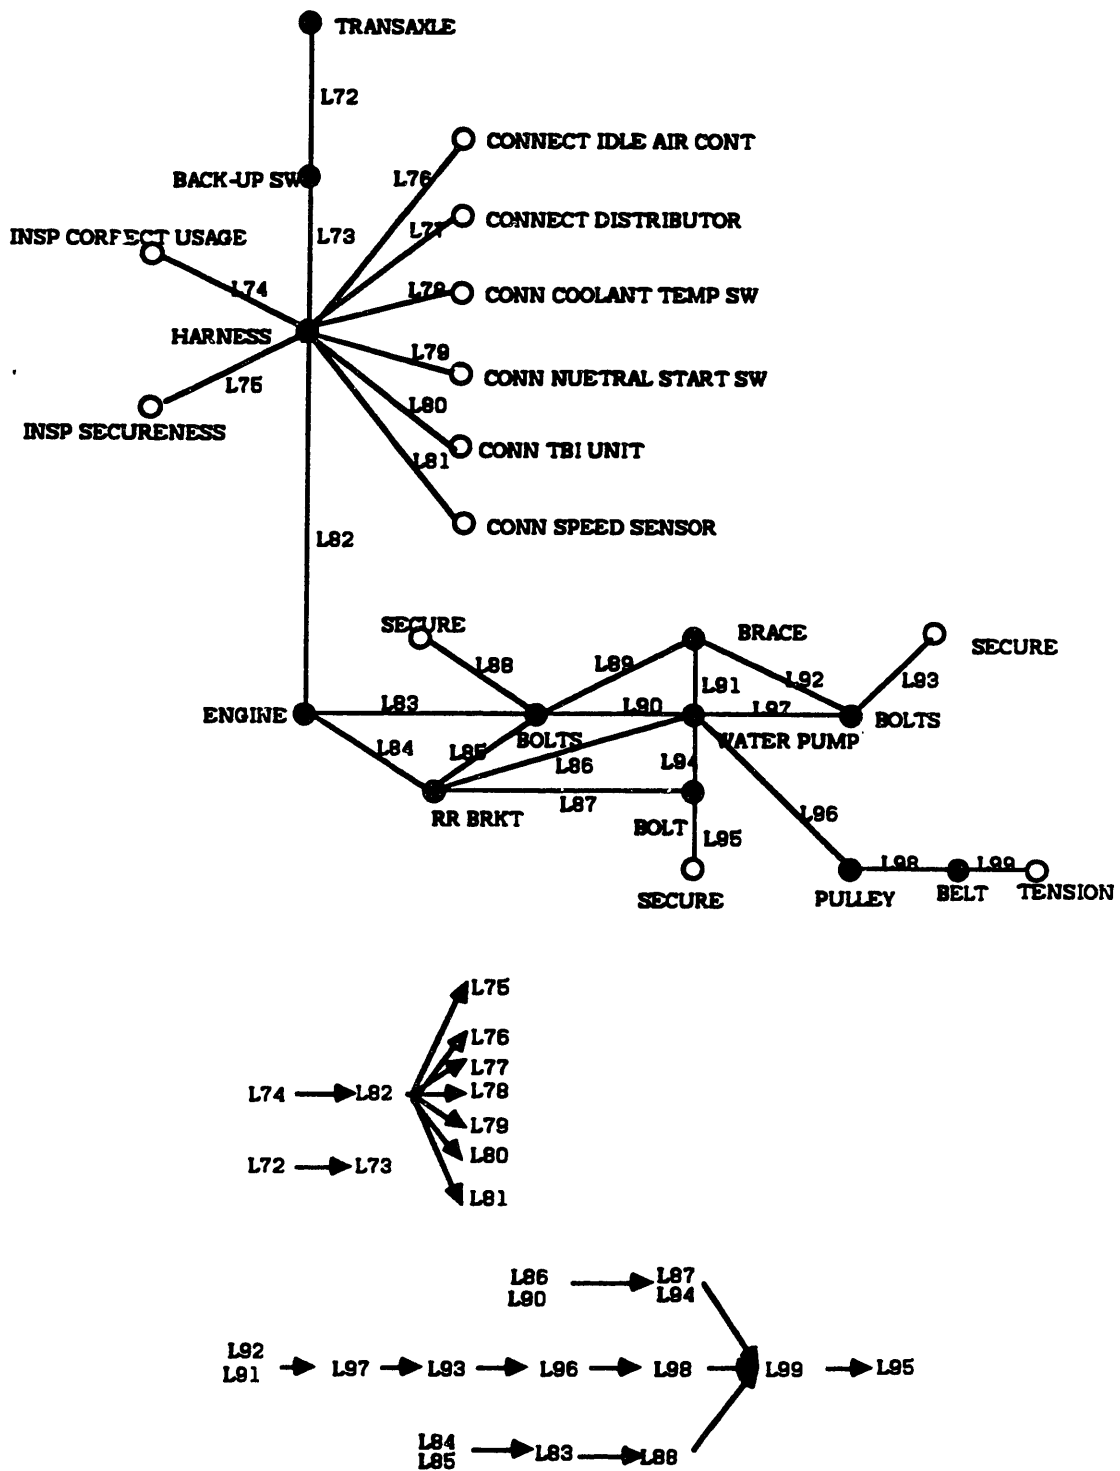 TRANSAXLE
L72
CONNECT IDLE AIR CONT
BACK-UP SW
L76
CONNECT DISTRIBUTOR
INSP CORFECT USAGE
L73
L77
L74
L78
CONN COOLANT TEMP SW
HARNESS
L79
L75
CONN NUETRAL START SW
L80
INSP SECURENESS
CONN TBI UNIT
L81
CONN SPEED SENSOR
L82
SECURE
BRACE
SECURE
L88
L89
L91
L92
L93
ENGINE
L83
L90
L97
BOLTS
BOLTS
WATER PUMP
L84
L85
L86
L94
L87
L96
RR BRKT
BOLT
L95
L98
L99
SECURE
PULLEY
BELT
TENSION
L75
L76
L77
L74
L82
L78
L79
L80
L72
L73
L81
L86
L87
L90
L94
L92
L91
L97
L93
L96
L98
L99
L95
L84
L85
L83
L88